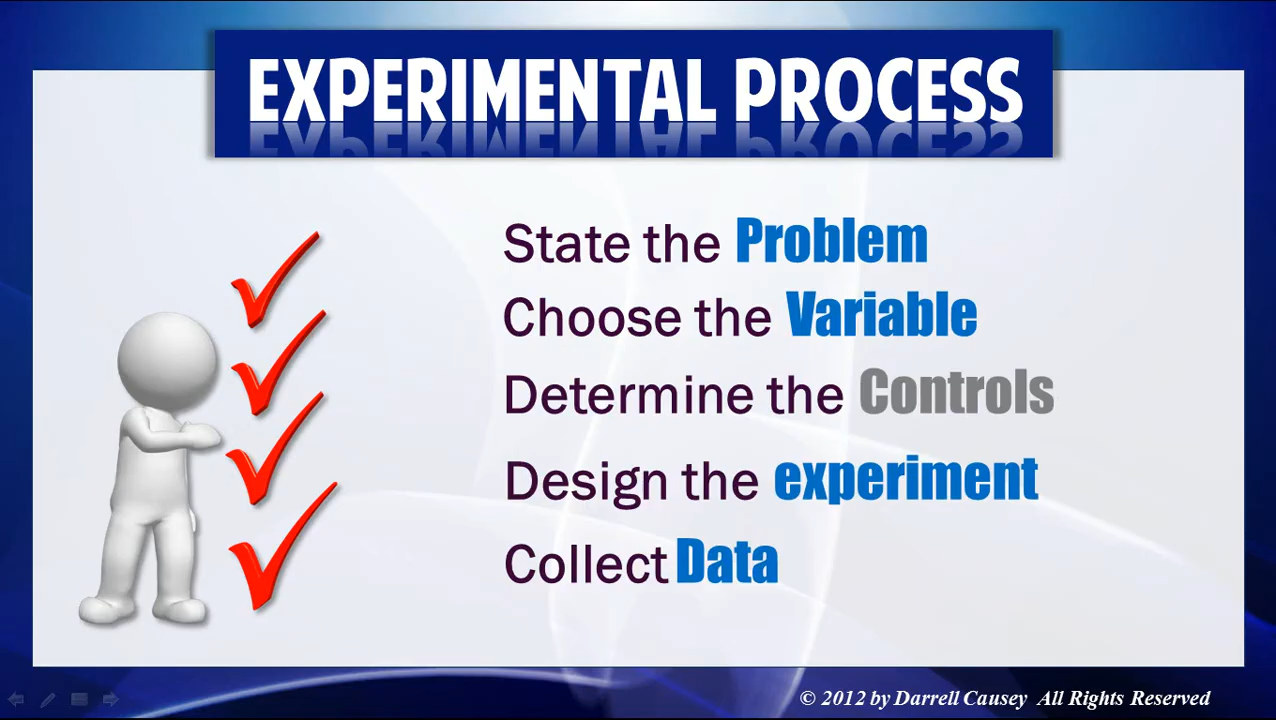 EXPERIMENTAL PROCESS
State the Problem
Choose the Variable
Determine the Controls
Design the experiment
Collect Data
© 2012 by Darrell Causey All Rights Reserved